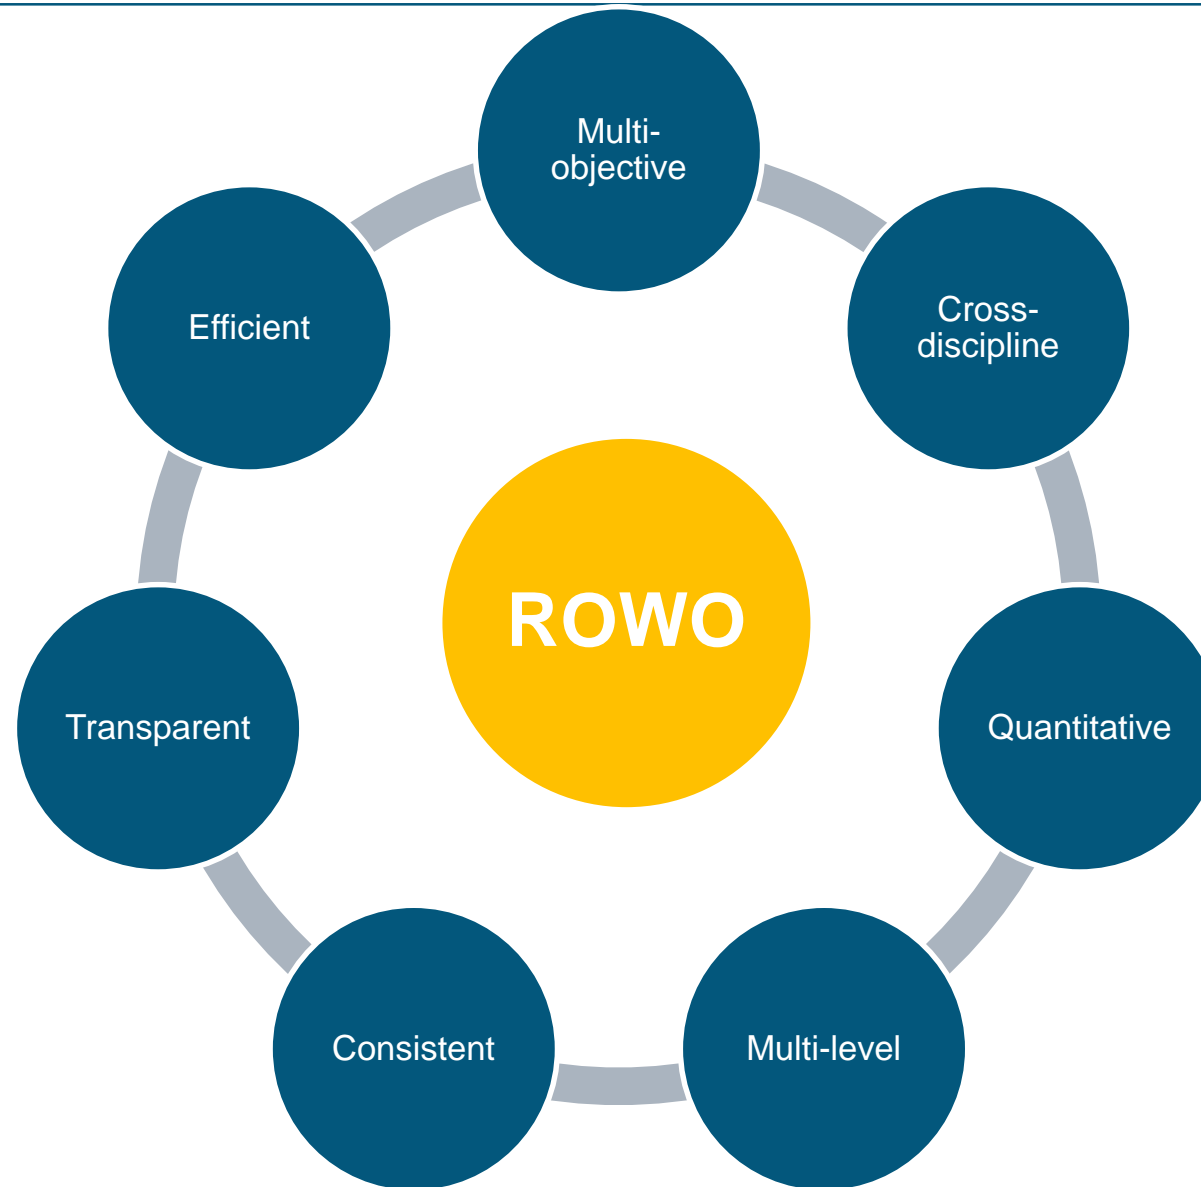 Multi-
objective
Cross-
discipline
Efficient
ROWO
Transparent
Quantitative
Consistent
Multi-level